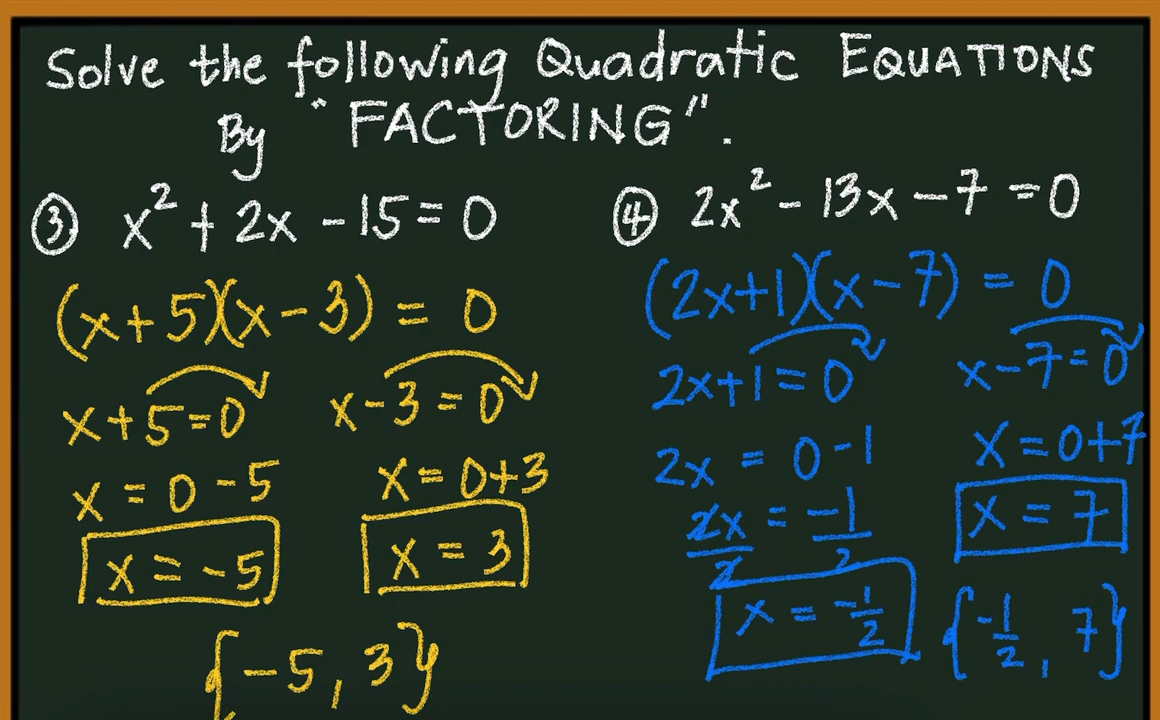 Solve the following Quadratic EQUATIONS
By "FACTORING".
③ x² + 2x - 15 = 0
(x + 5)(x - 3) = 0
x + 5 = 0 x - 3 = 0
x = 0 - 5 x = 0 + 3
x = -5 x = 3
{-5, 3}
④ 2x² - 13x - 7 = 0
(2x+1)(x-7) = 0
2x+1=0 x-7=0
2x = 0 - 1 x = 0+7
2x/2 = -1/2 x = 7
x = -1/2 {-1/2, 7}